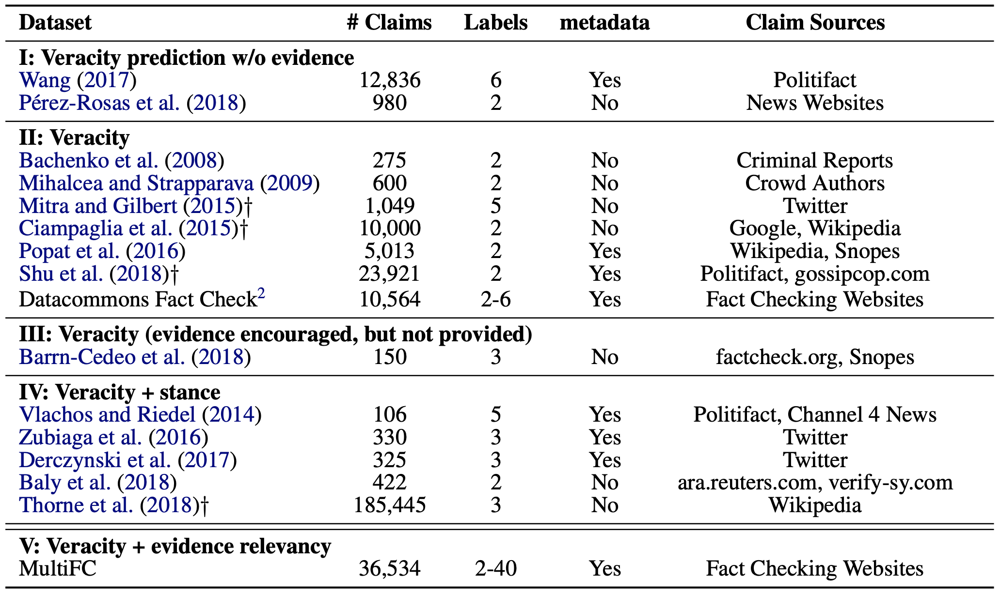 Dataset # Claims Labels metadata Claim Sources
I: Veracity prediction w/o evidence
Wang (2017) 12,836 6 Yes Politifact
Pérez-Rosas et al. (2018) 980 2 No News Websites
II: Veracity
Bachenko et al. (2008) 275 2 No Criminal Reports
Mihalcea and Strapparava (2009) 600 2 No Crowd Authors
Mitra and Gilbert (2015)† 1,049 5 No Twitter
Ciampaglia et al. (2015)† 10,000 2 No Google, Wikipedia
Popat et al. (2016) 5,013 2 Yes Wikipedia, Snopes
Shu et al. (2018)† 23,921 2 Yes Politifact, gossipcop.com
Datacommons Fact Check2 10,564 2-6 Yes Fact Checking Websites
III: Veracity (evidence encouraged, but not provided)
Barrn-Cedeo et al. (2018) 150 3 No factcheck.org, Snopes
IV: Veracity + stance
Vlachos and Riedel (2014) 106 5 Yes Politifact, Channel 4 News
Zubiaga et al. (2016) 330 3 Yes Twitter
Derczynski et al. (2017) 325 3 Yes Twitter
Baly et al. (2018) 422 2 No ara.reuters.com, verify-sy.com
Thorne et al. (2018)† 185,445 3 No Wikipedia
V: Veracity + evidence relevancy
MultiFC 36,534 2-40 Yes Fact Checking Websites